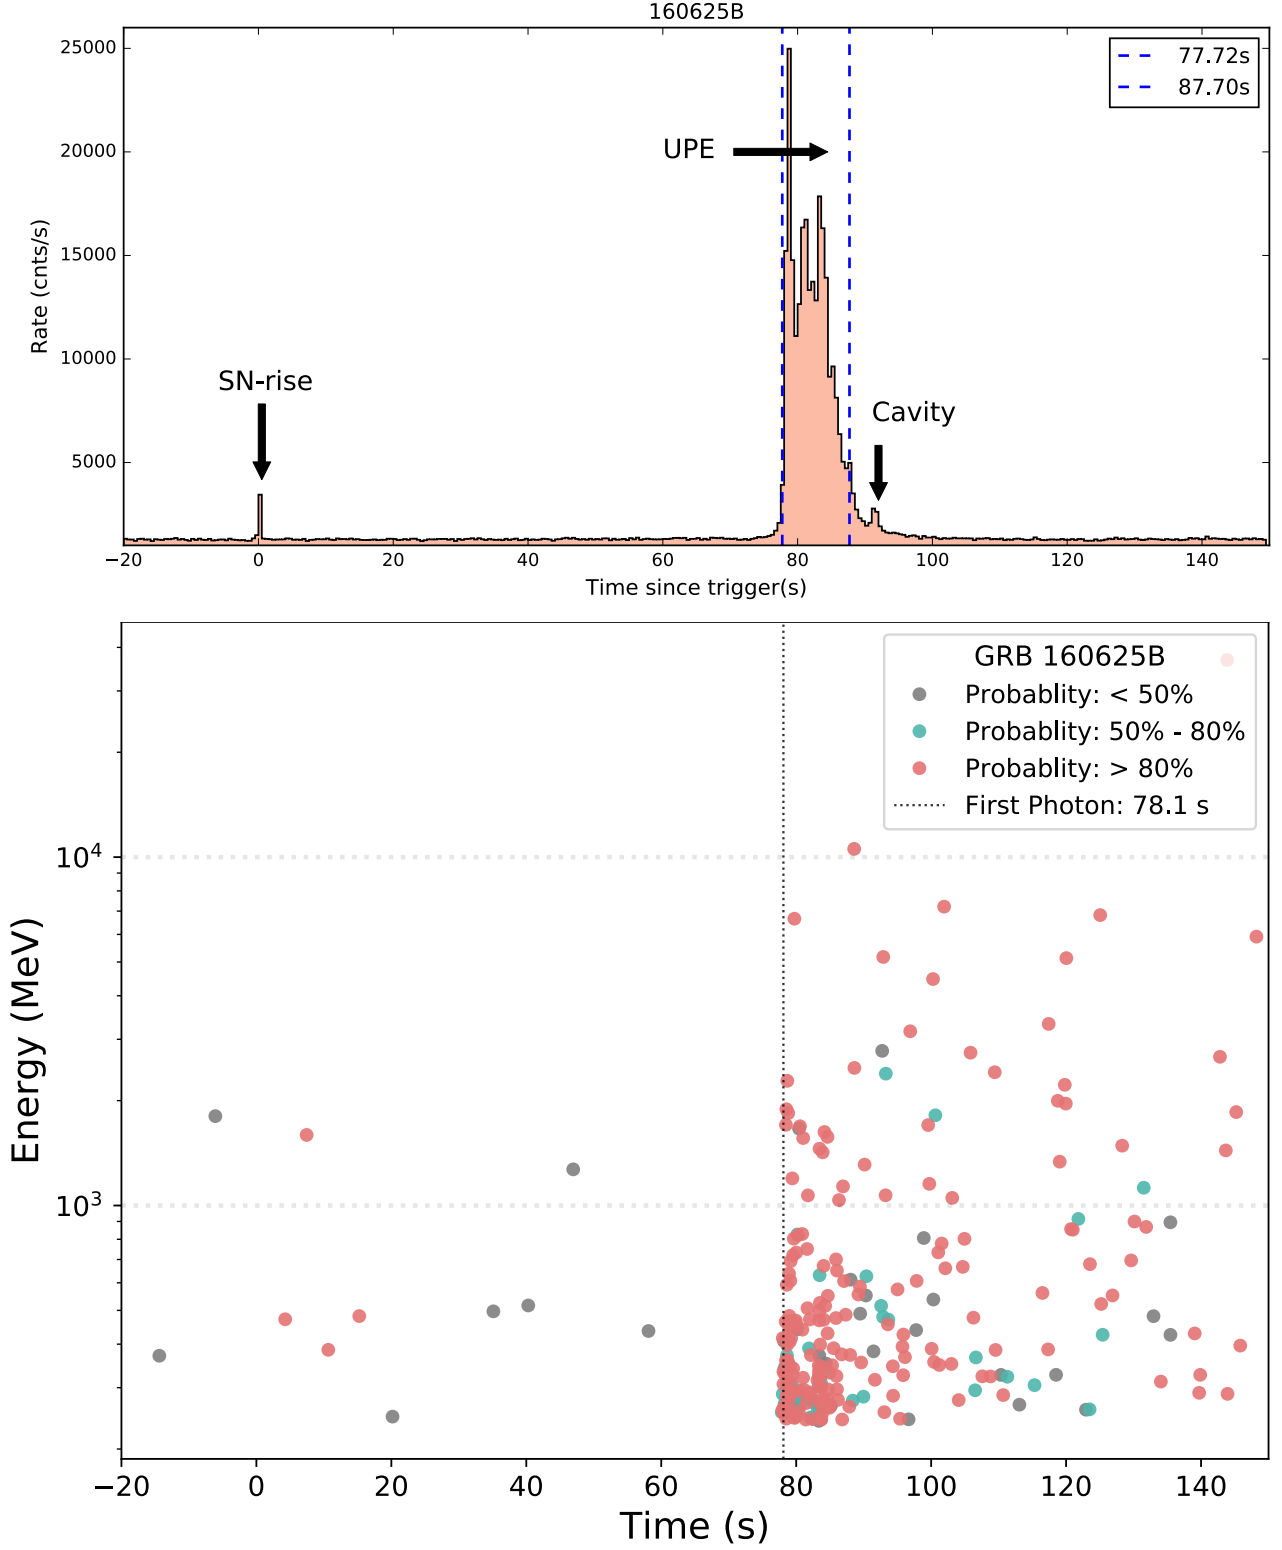 160625B
25000
20000
15000
10000
5000
Rate (cnts/s)
77.72s
87.70s
UPE
SN-rise
Cavity
−20 0 20 40 60 80 100 120 140
Time since trigger(s)
GRB 160625B
Probablity: < 50%
Probablity: 50% - 80%
Probablity: > 80%
First Photon: 78.1 s
10⁴
10³
Energy (MeV)
−20 0 20 40 60 80 100 120 140
Time (s)